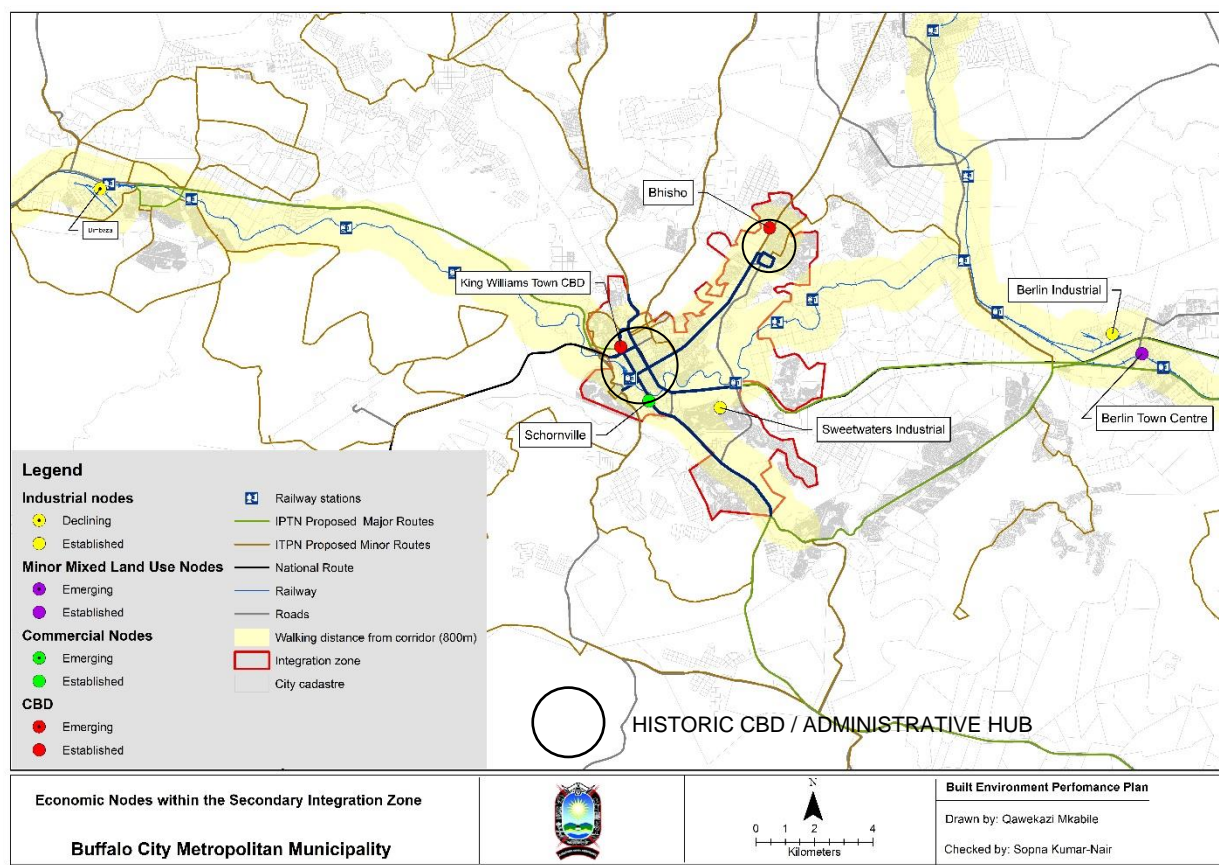 Bhisho
Dimbaza
King Williams Town CBD
Berlin Industrial
Schornville
Sweetwaters Industrial
Berlin Town Centre
Legend
Industrial nodes
Declining
Established
Minor Mixed Land Use Nodes
Emerging
Established
Commercial Nodes
Emerging
Established
CBD
Emerging
Established
Railway stations
IPTN Proposed Major Routes
ITPN Proposed Minor Routes
National Route
Railway
Roads
Walking distance from corridor (800m)
Integration zone
City cadastre
HISTORIC CBD / ADMINISTRATIVE HUB
Economic Nodes within the Secondary Integration Zone
Buffalo City Metropolitan Municipality
N
0 1 2 4
Kilometers
Built Environment Perfomance Plan
Drawn by: Qawekazi Mkabile
Checked by: Sopna Kumar-Nair